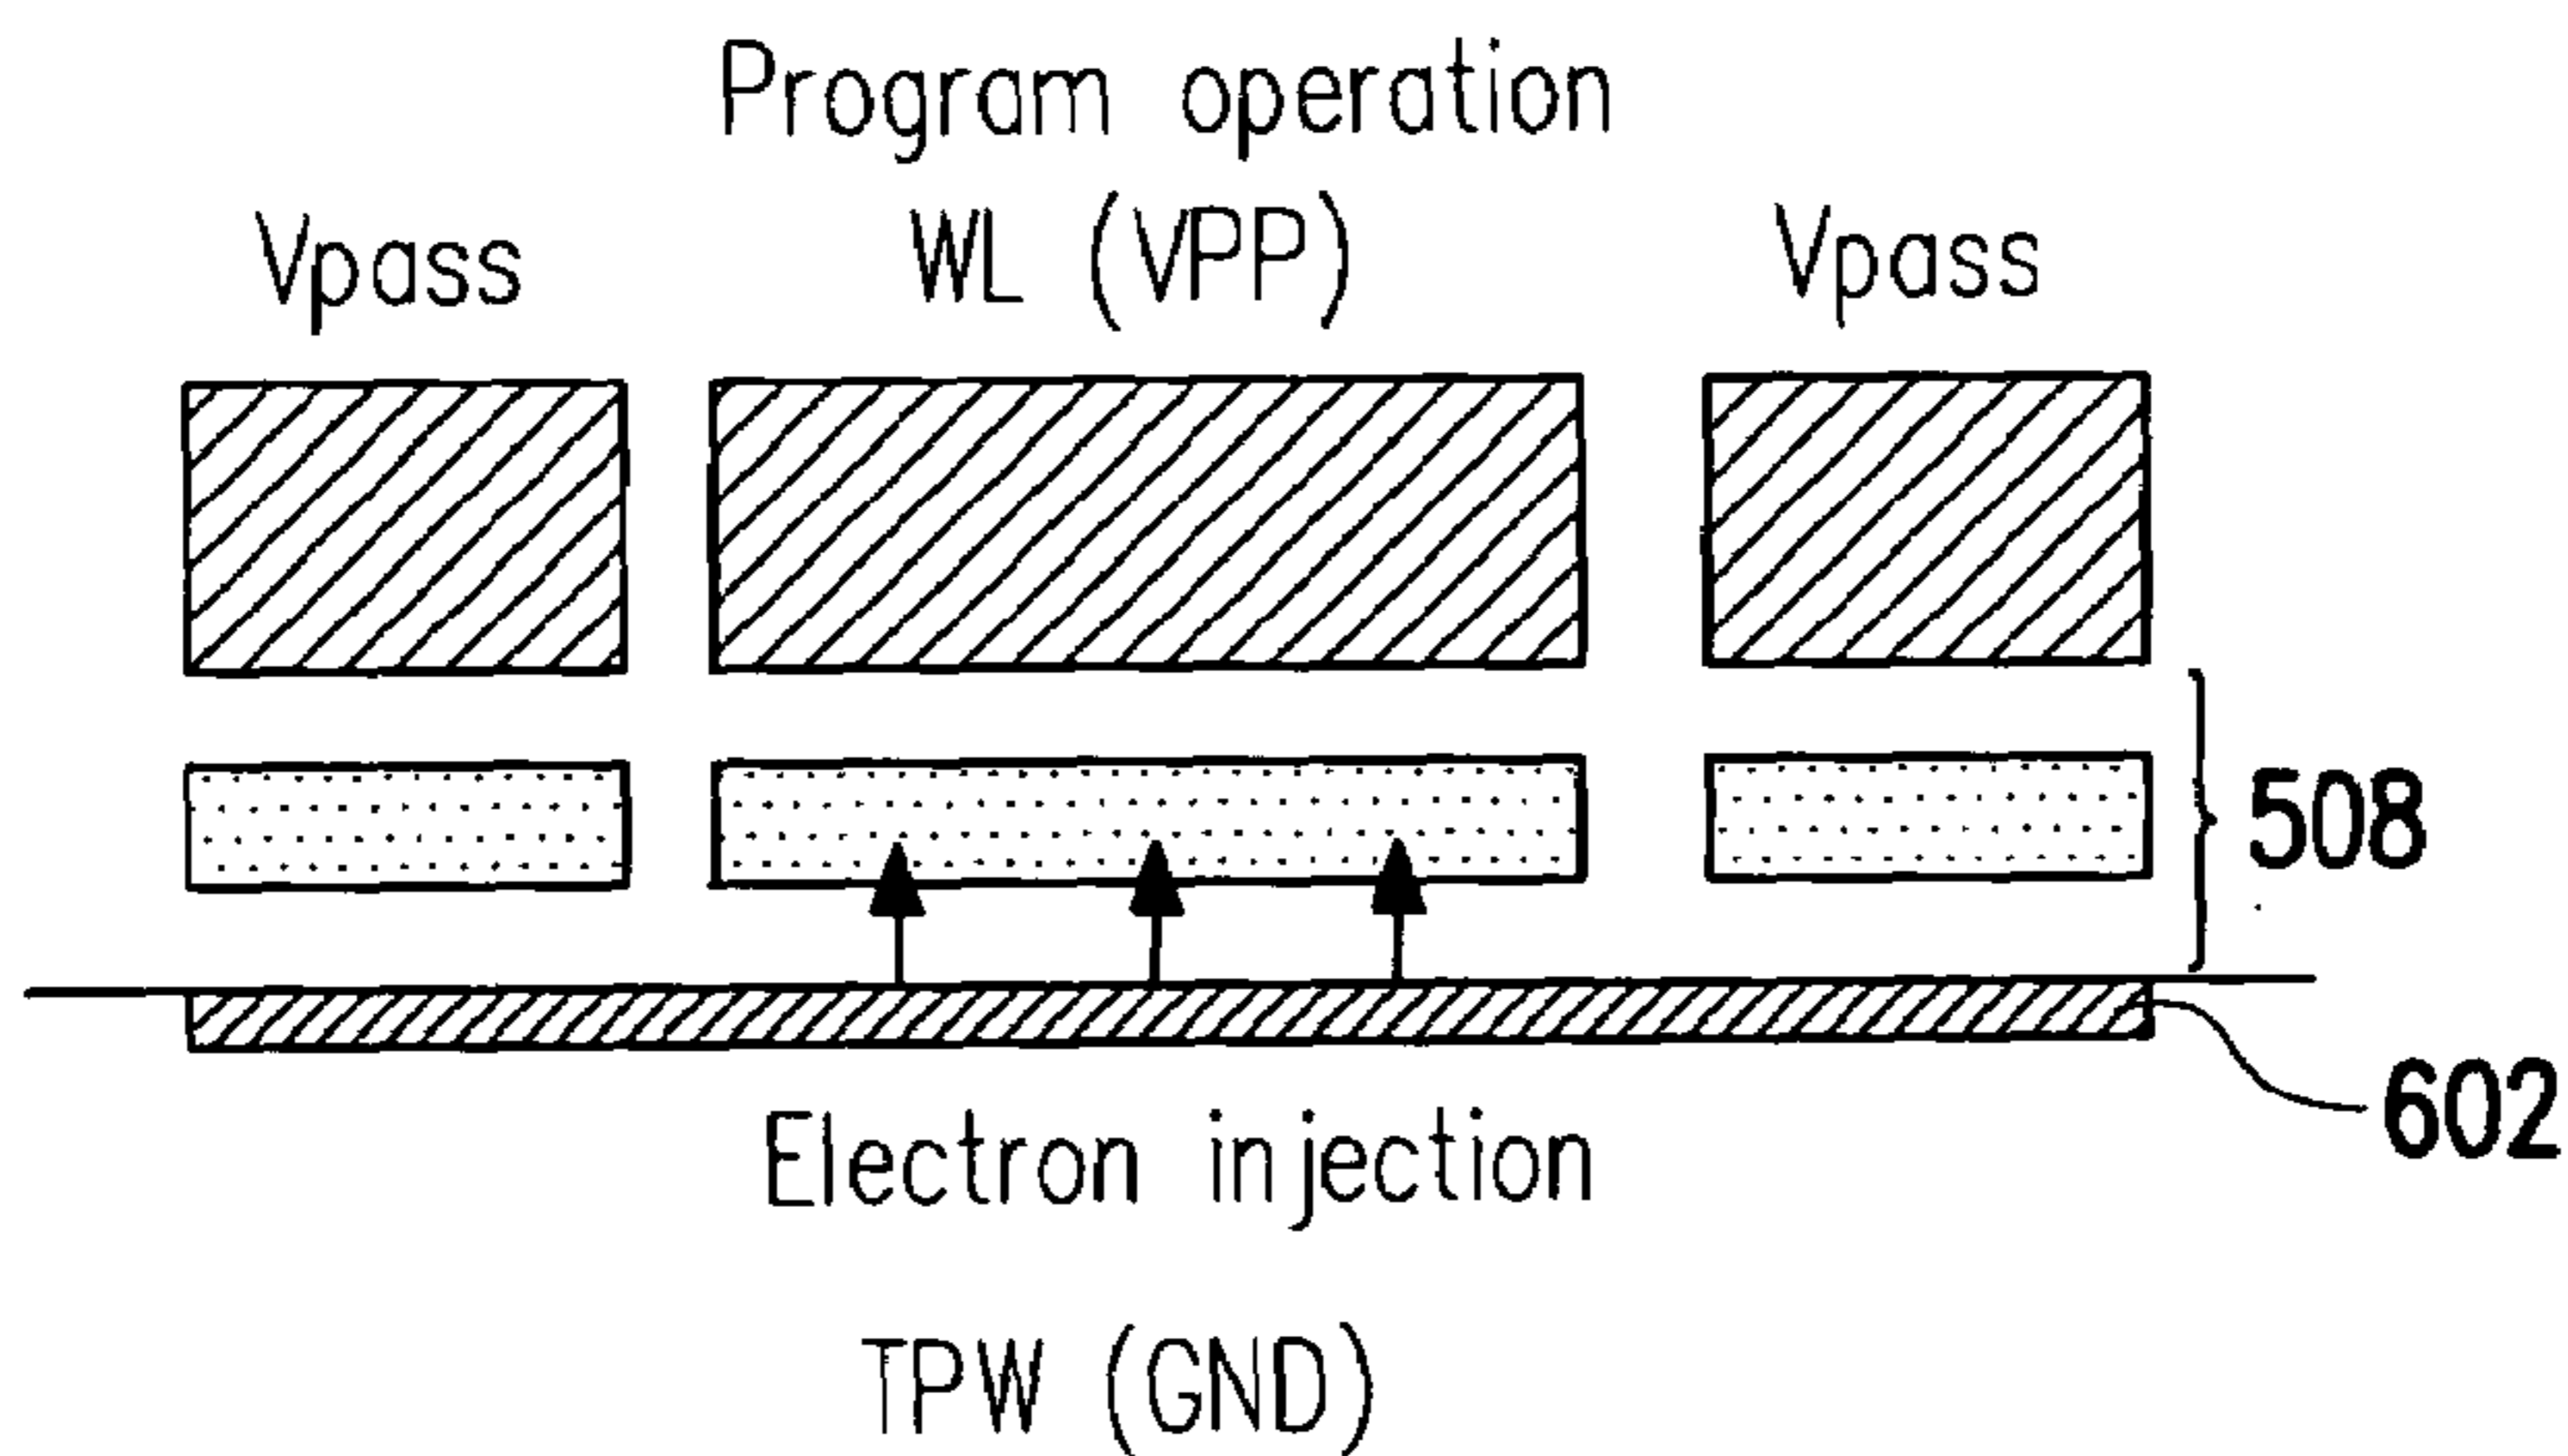 Program operation
Vpass WL (VPP) Vpass
508
602
Electron injection
TPW (GND)